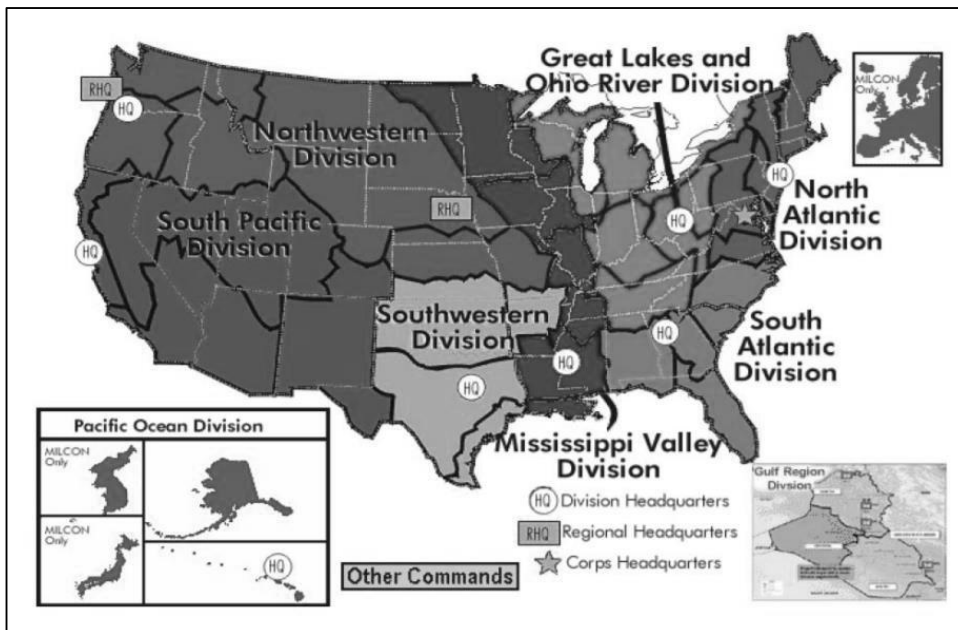 Great Lakes and
Ohio River Division
MILCON
Only
RHQ
HQ
Northwestern
Division
RHQ
HQ
HQ
North
Atlantic
Division
South Pacific
Division
HQ
Southwestern
Division
HQ
HQ
HQ
South
Atlantic
Division
Mississippi Valley
Division
Pacific Ocean Division
MILCON
Only
MILCON
Only
HQ
HQ Division Headquarters
RHQ Regional Headquarters
Corps Headquarters
Other Commands
Gulf Region
Division